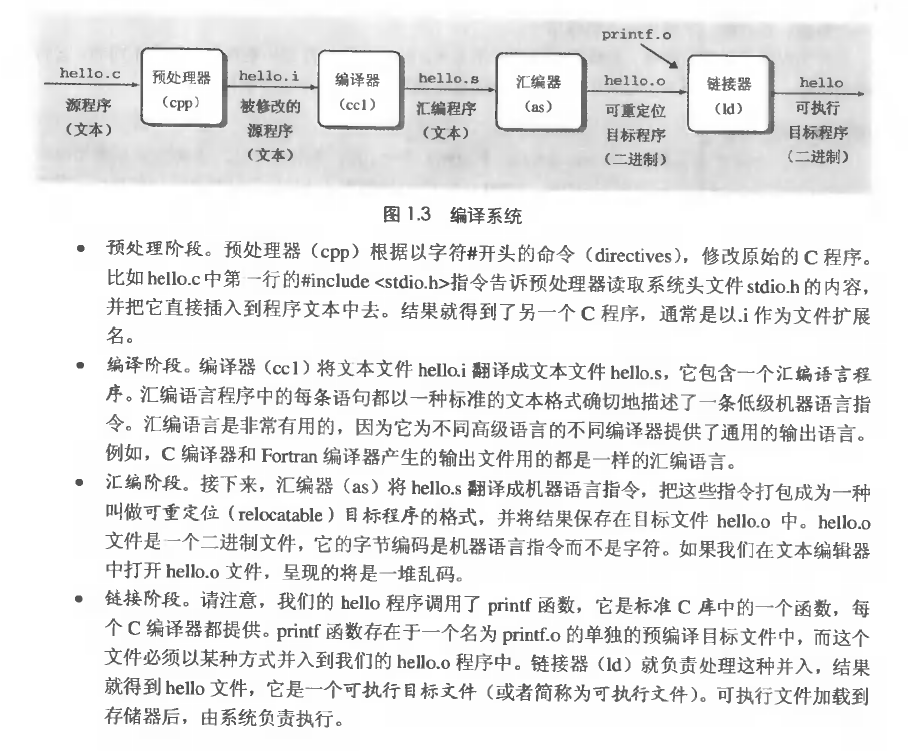 printf.o
hello.c 预处理器 hello.i 编译器 hello.s 汇编器 hello.o 链接器 hello
源程序 (cpp) 被修改的 (cc1) 汇编程序 (as) 可重定位 (ld) 可执行
(文本) 源程序 (文本) 目标程序 目标程序
(文本) (二进制) (二进制)
图 1.3 编译系统
● 预处理阶段。预处理器(cpp)根据以字符#开头的命令(directives),修改原始的 C 程序。
比如 hello.c 中第一行的#include <stdio.h>指令告诉预处理器读取系统头文件 stdio.h 的内容,
并把它直接插入到程序文本中去。结果就得到了另一个 C 程序,通常是以.i 作为文件扩展
名。
● 编译阶段。编译器(cc1)将文本文件 hello.i 翻译成文本文件 hello.s,它包含一个汇编语言程
序。汇编语言程序中的每条语句都以一种标准的文本格式确切地描述了一条低级机器语言指
令。汇编语言是非常有用的,因为它为不同高级语言的不同编译器提供了通用的输出语言。
例如,C 编译器和 Fortran 编译器产生的输出文件用的都是一样的汇编语言。
● 汇编阶段。接下来,汇编器(as)将 hello.s 翻译成机器语言指令,把这些指令打包成为一种
叫做可重定位(relocatable)目标程序的格式,并将结果保存在目标文件 hello.o 中。hello.o
文件是一个二进制文件,它的字节编码是机器语言指令而不是字符。如果我们在文本编辑器
中打开 hello.o 文件,呈现的将是一堆乱码。
● 链接阶段。请注意,我们的 hello 程序调用了 printf 函数,它是标准 C 库中的一个函数,每
个 C 编译器都提供。printf 函数存在于一个名为 printf.o 的单独的预编译目标文件中,而这个
文件必须以某种方式并入到我们的 hello.o 程序中。链接器(ld)就负责处理这种并入,结果
就得到 hello 文件,它是一个可执行目标文件(或者简称为可执行文件)。可执行文件加载到
存储器后,由系统负责执行。